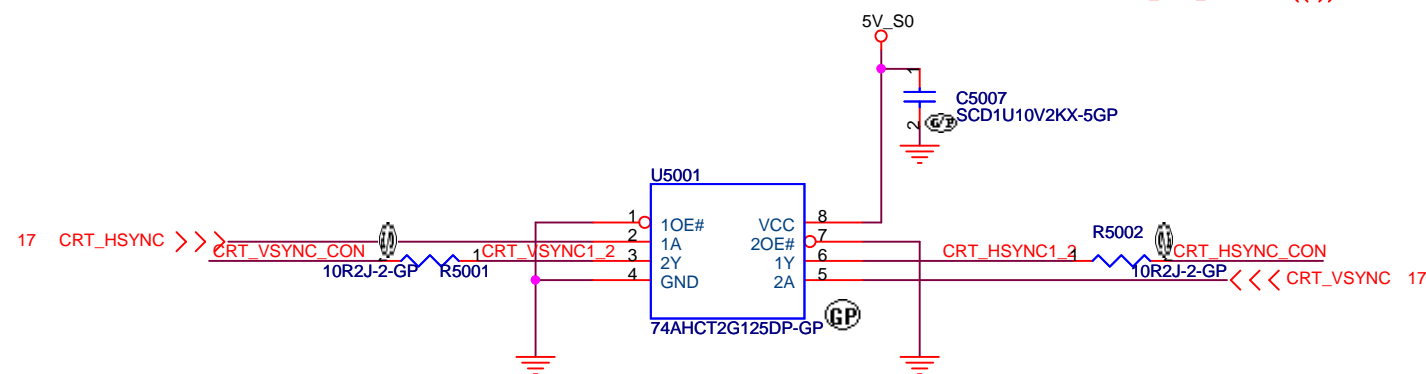 5V_S0
1
C5007
SCD1U10V2KX-5GP
2
G/P
U5001
1 1OE# VCC 8
17 CRT_HSYNC 2 1A 2OE# 7 R5002
CRT_VSYNC_CON 1 CRT_VSYNC1_2 3 2Y 1Y 6 CRT_HSYNC1_2 1 CRT_HSYNC_CON
10R2J-2-GP R5001 10R2J-2-GP
4 GND 2A 5 CRT_VSYNC 17
74AHCT2G125DP-GP GP